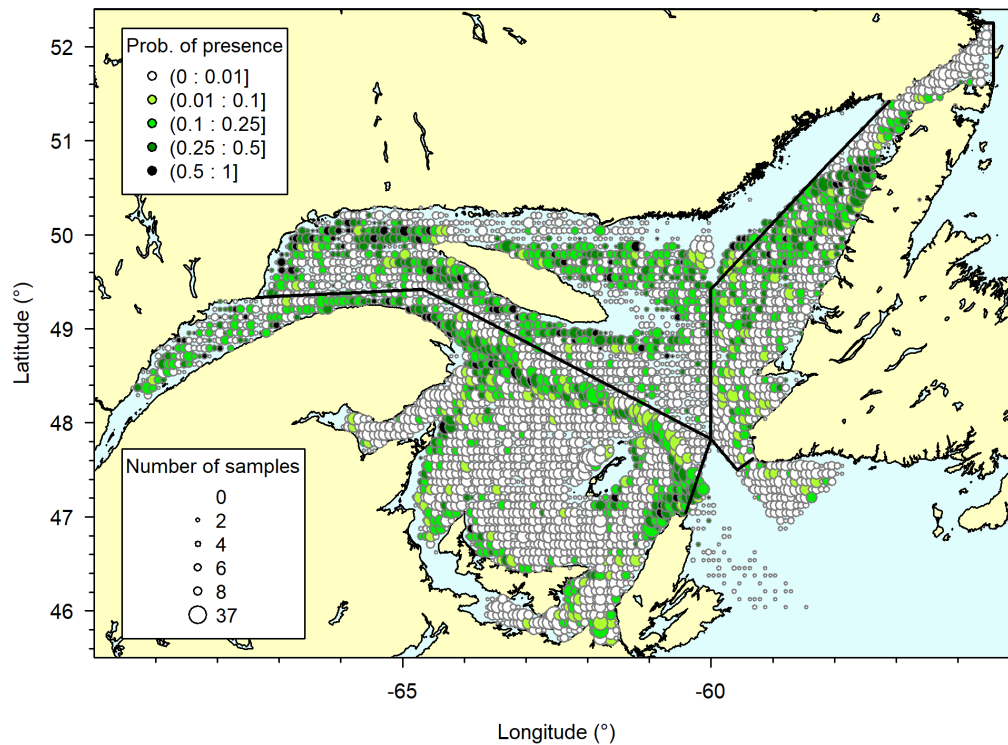 Prob. of presence
(0 : 0.01]
(0.01 : 0.1]
(0.1 : 0.25]
(0.25 : 0.5]
(0.5 : 1]
Number of samples
0
2
4
6
8
37
52
51
50
49
48
47
46
Latitude (°)
-65
-60
Longitude (°)